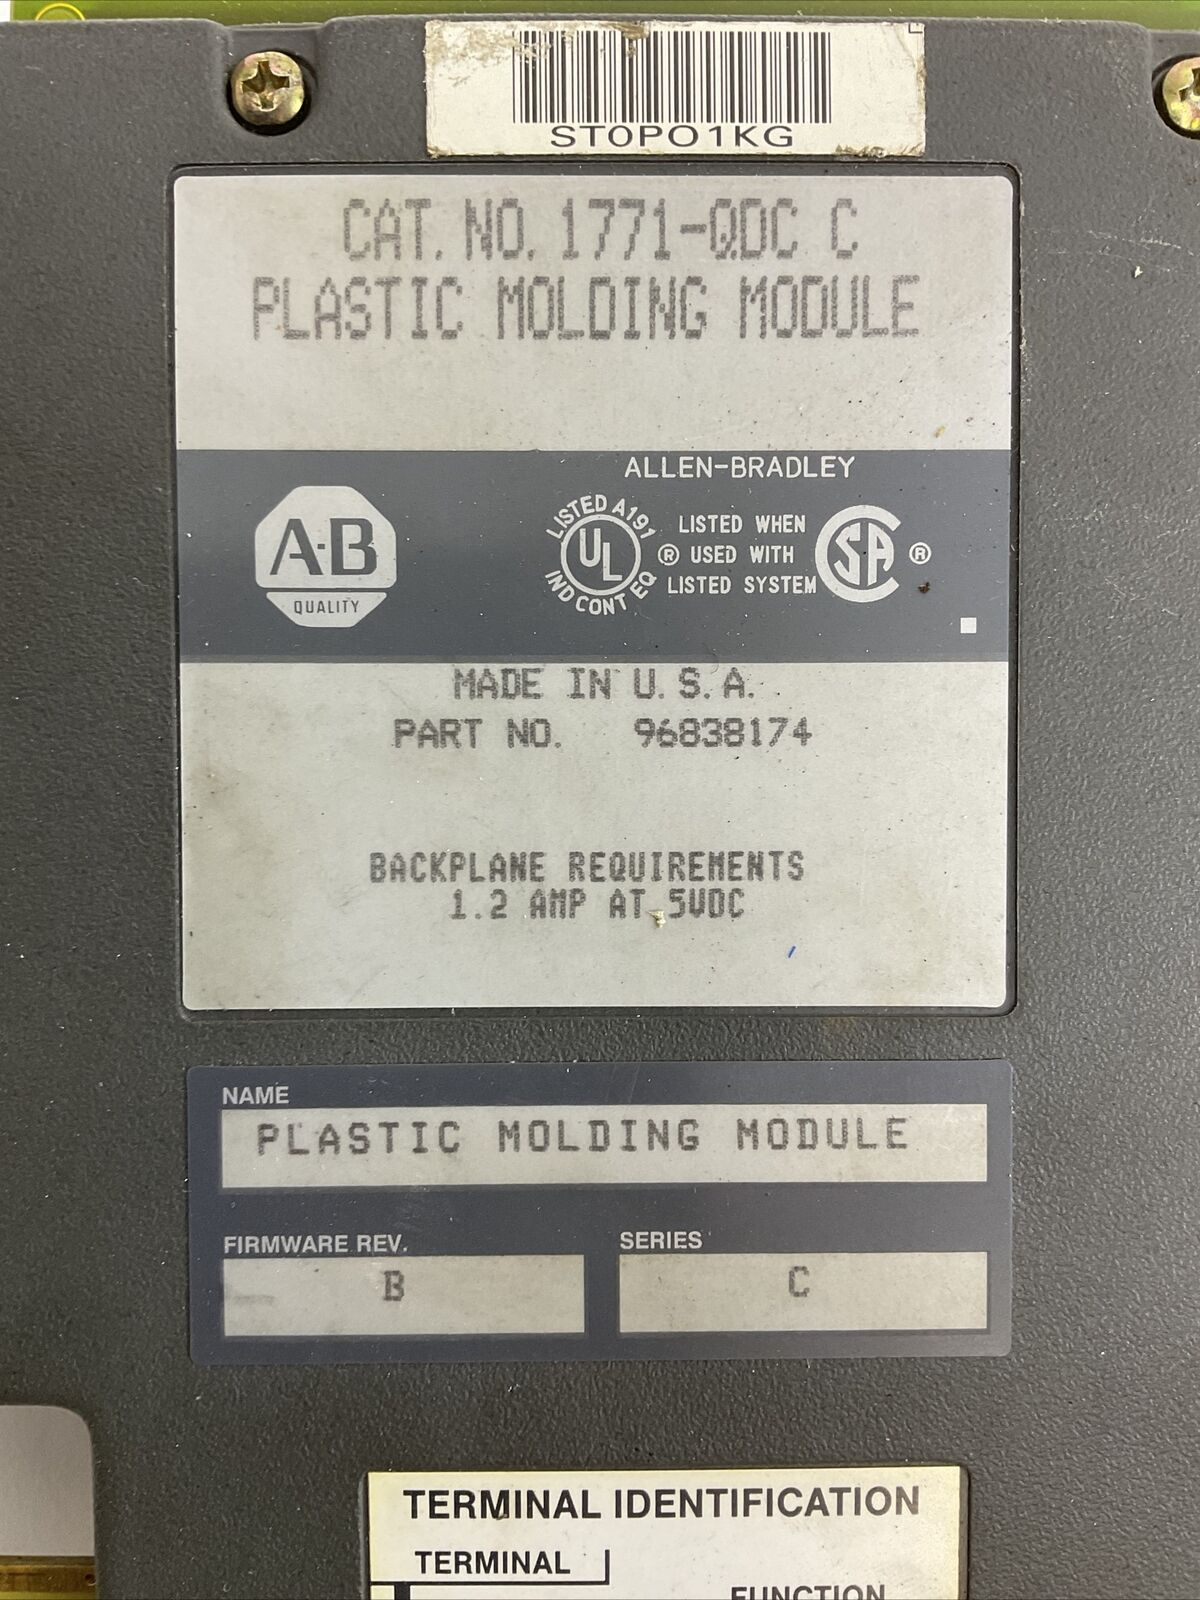 ST0PO1KG
CAT. NO. 1771-QDC C
PLASTIC MOLDING MODULE
ALLEN-BRADLEY
A-B
QUALITY
LISTED A191
UL
IND CONT EQ
®
LISTED WHEN
USED WITH
LISTED SYSTEM
SA
®
MADE IN U.S.A.
PART NO. 96838174
BACKPLANE REQUIREMENTS
1.2 AMP AT 5VDC
NAME
PLASTIC MOLDING MODULE
FIRMWARE REV.
SERIES
B
C
TERMINAL IDENTIFICATION
TERMINAL
FUNCTION